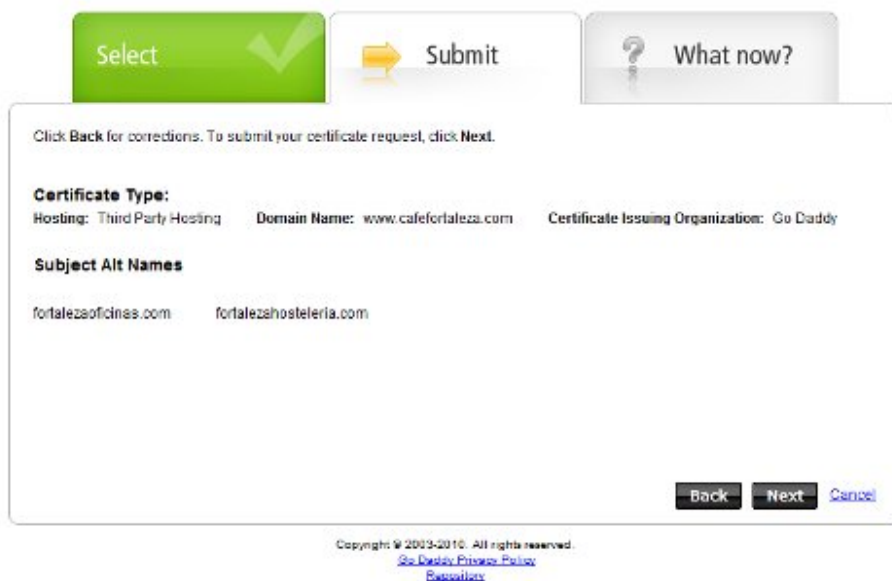 Select
Submit
What now?
Click Back for corrections. To submit your certificate request, click Next.
Certificate Type:
Hosting: Third Party Hosting Domain Name: www.cafefortaleza.com Certificate Issuing Organization: Go Daddy
Subject Alt Names
fortalezaoficinas.com fortalezahosteleria.com
Back Next Cancel
Copyright © 2003-2010. All rights reserved.
Go Daddy Privacy Policy
Repository